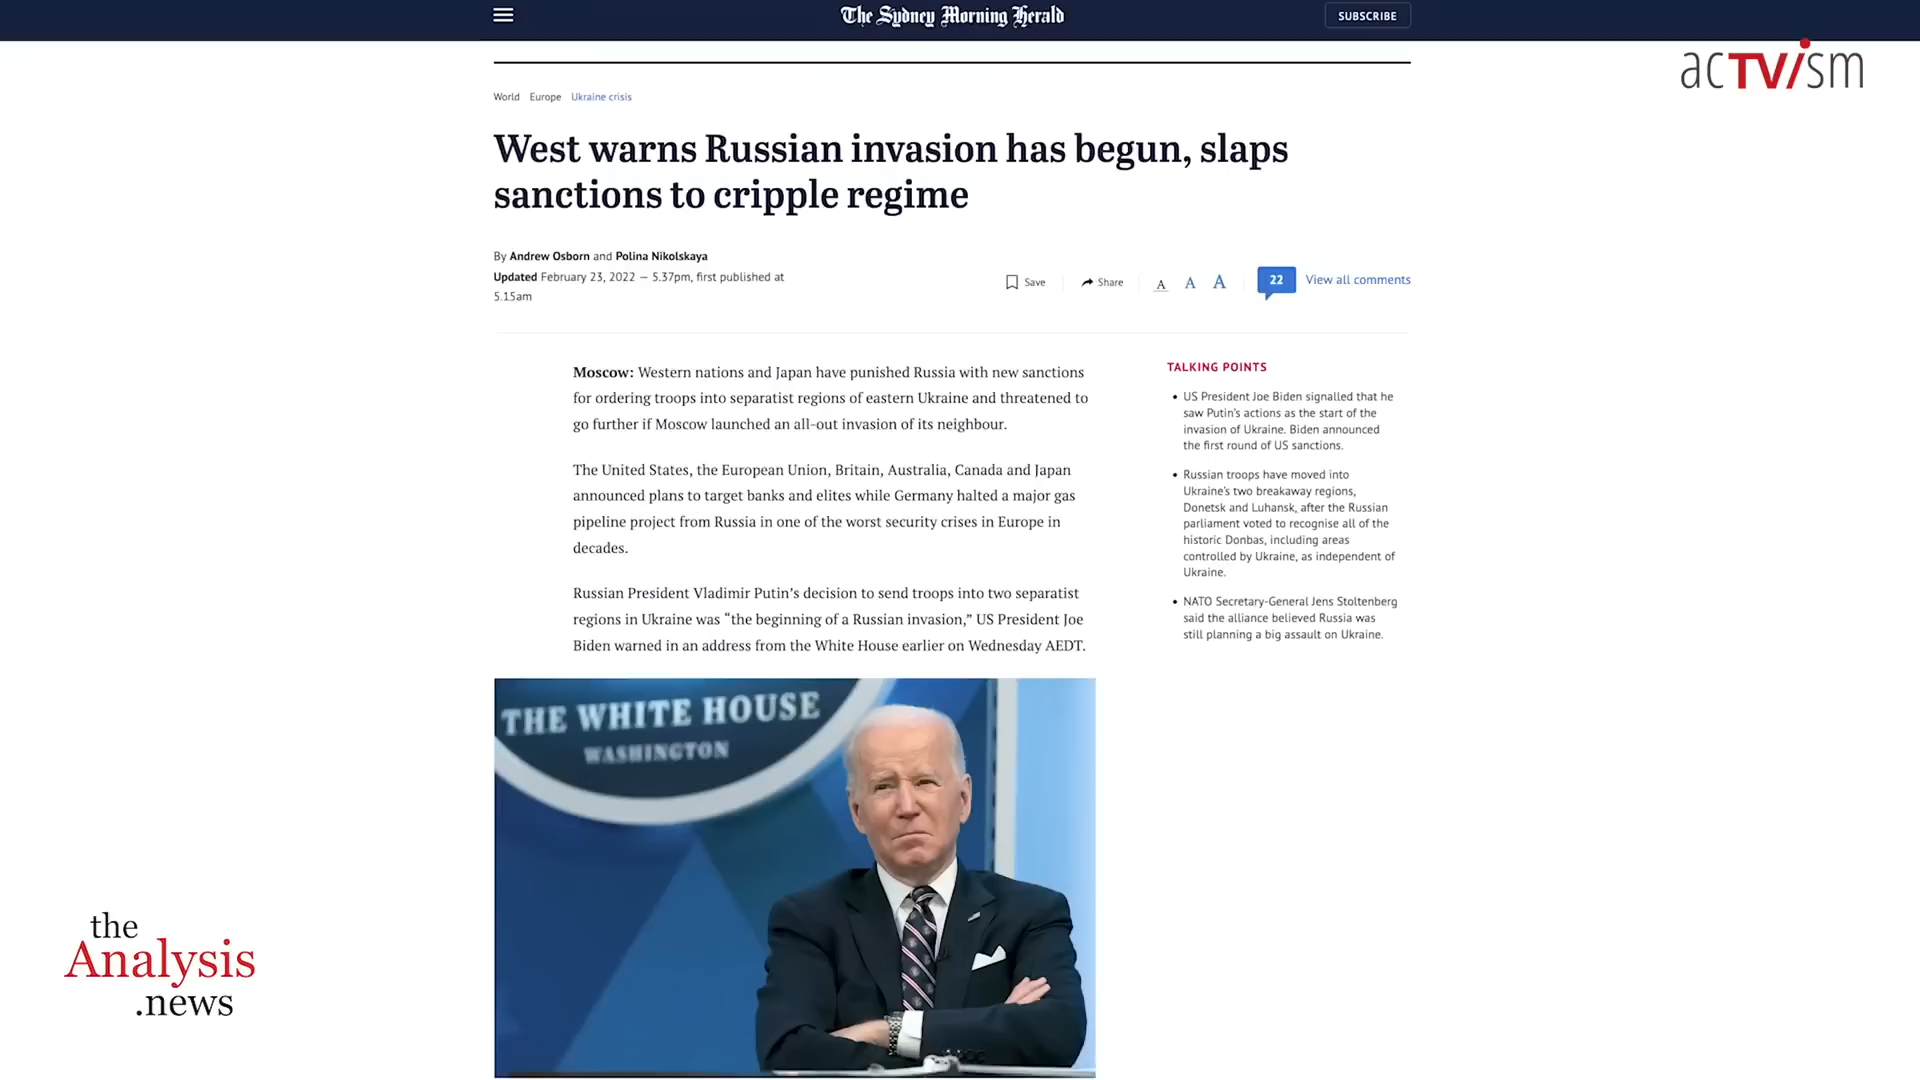 The Sydney Morning Herald
SUBSCRIBE
acTVism
World Europe Ukraine crisis
West warns Russian invasion has begun, slaps
sanctions to cripple regime
By Andrew Osborn and Polina Nikolskaya
Updated February 23, 2022 — 5.37pm, first published at
5.15am
Save
Share
A A A
22
View all comments
Moscow: Western nations and Japan have punished Russia with new sanctions
for ordering troops into separatist regions of eastern Ukraine and threatened to
go further if Moscow launched an all-out invasion of its neighbour.
The United States, the European Union, Britain, Australia, Canada and Japan
announced plans to target banks and elites while Germany halted a major gas
pipeline project from Russia in one of the worst security crises in Europe in
decades.
Russian President Vladimir Putin's decision to send troops into two separatist
regions in Ukraine was “the beginning of a Russian invasion,” US President Joe
Biden warned in an address from the White House earlier on Wednesday AEDT.
TALKING POINTS
• US President Joe Biden signalled that he
saw Putin's actions as the start of the
invasion of Ukraine. Biden announced
the first round of US sanctions.
• Russian troops have moved into
Ukraine's two breakaway regions,
Donetsk and Luhansk, after the Russian
parliament voted to recognise all of the
historic Donbas, including areas
controlled by Ukraine, as independent of
Ukraine.
• NATO Secretary-General Jens Stoltenberg
said the alliance believed Russia was
still planning a big assault on Ukraine.
THE WHITE HOUSE
WASHINGTON
the
Analysis
.news